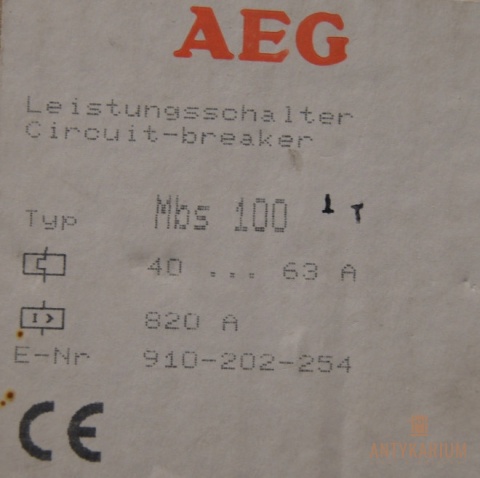 AEG
Leistungsschalter
Circuit-breaker
Typ Mbs 100
40 ... 63 A
I> 820 A
E-Nr 910-202-254
CE